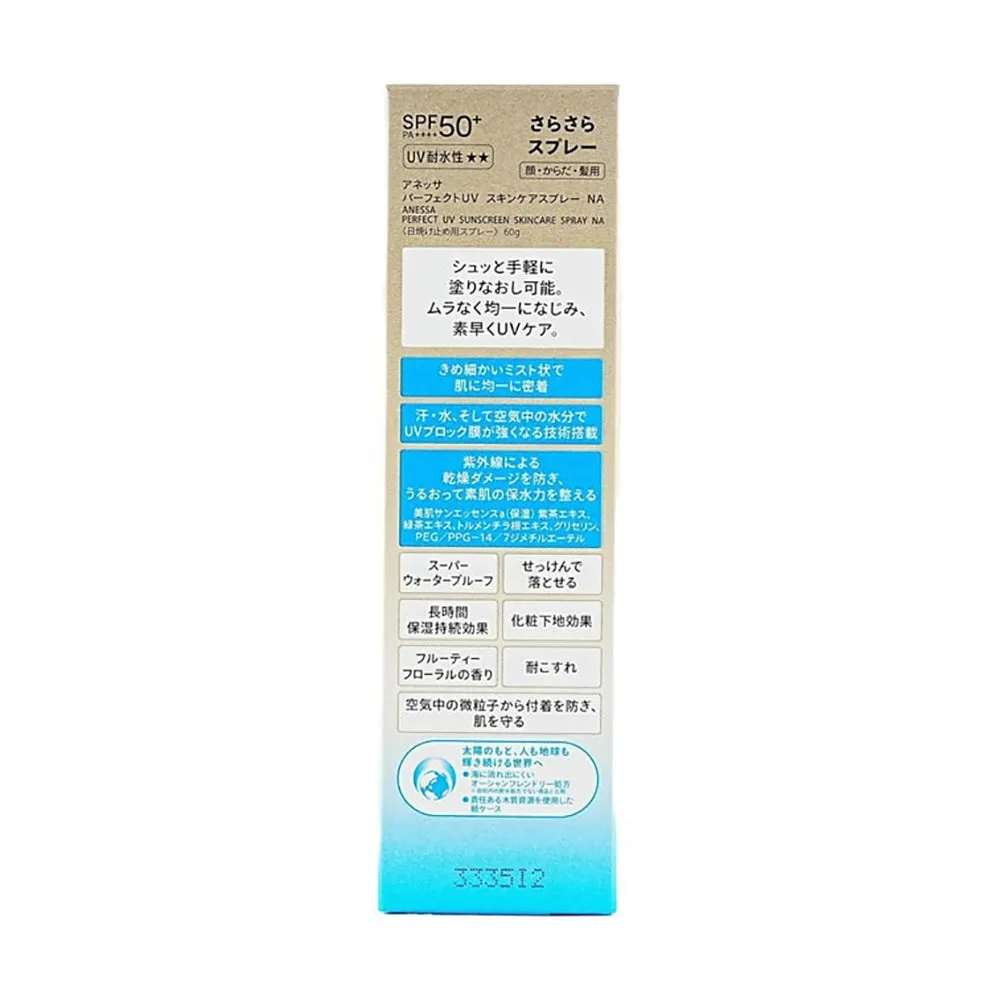 SPF50+
PA++++
UV耐水性★★
さらさら
スプレー
顔・からだ・髪用
アネッサ
パーフェクトUV スキンケアスプレー NA
ANESSA
PERFECT UV SUNSCREEN SKINCARE SPRAY NA
〈日焼け止め用スプレー〉60g
シュッと手軽に
塗りなおし可能。
ムラなく均一になじみ、
素早くUVケア。
きめ細かいミスト状で
肌に均一に密着
汗・水、そして空気中の水分で
UVブロック膜が強くなる技術搭載
紫外線による
乾燥ダメージを防ぎ、
うるおって素肌の保水力を整える
美肌サンエッセンスa(保湿) 紫茶エキス、
緑茶エキス、トルメンチラ根エキス、グリセリン、
PEG/PPG-14/7ジメチルエーテル
スーパー
ウォータープルーフ
せっけんで
落とせる
長時間
保湿持続効果
化粧下地効果
フルーティー
フローラルの香り
耐こすれ
空気中の微粒子から付着を防ぎ、
肌を守る
太陽のもと、人も地球も
輝き続ける世界へ
●海に流れ出にくい
オーシャンフレンドリー処方
●責任ある木質資源を使用した
紙ケース
333512